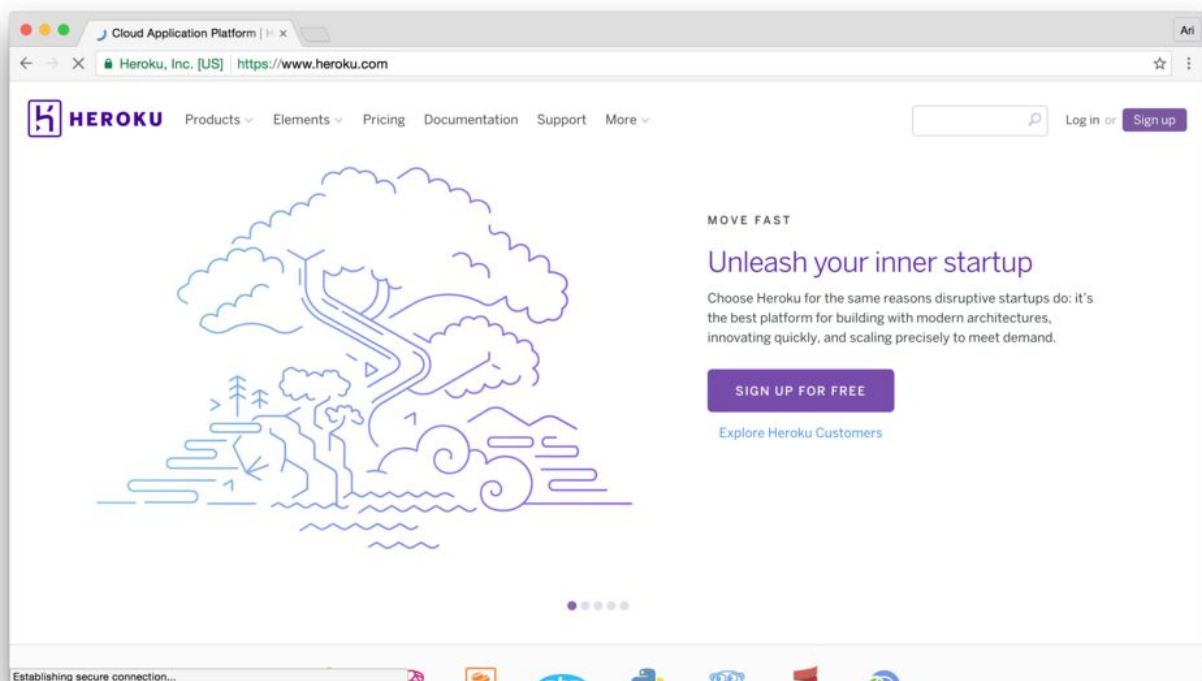 Cloud Application Platform | H
Ari
Heroku, Inc. [US] https://www.heroku.com
HEROKU Products Elements Pricing Documentation Support More Log in or Sign up
MOVE FAST
Unleash your inner startup
Choose Heroku for the same reasons disruptive startups do: it's
the best platform for building with modern architectures,
innovating quickly, and scaling precisely to meet demand.
SIGN UP FOR FREE
Explore Heroku Customers
Establishing secure connection...